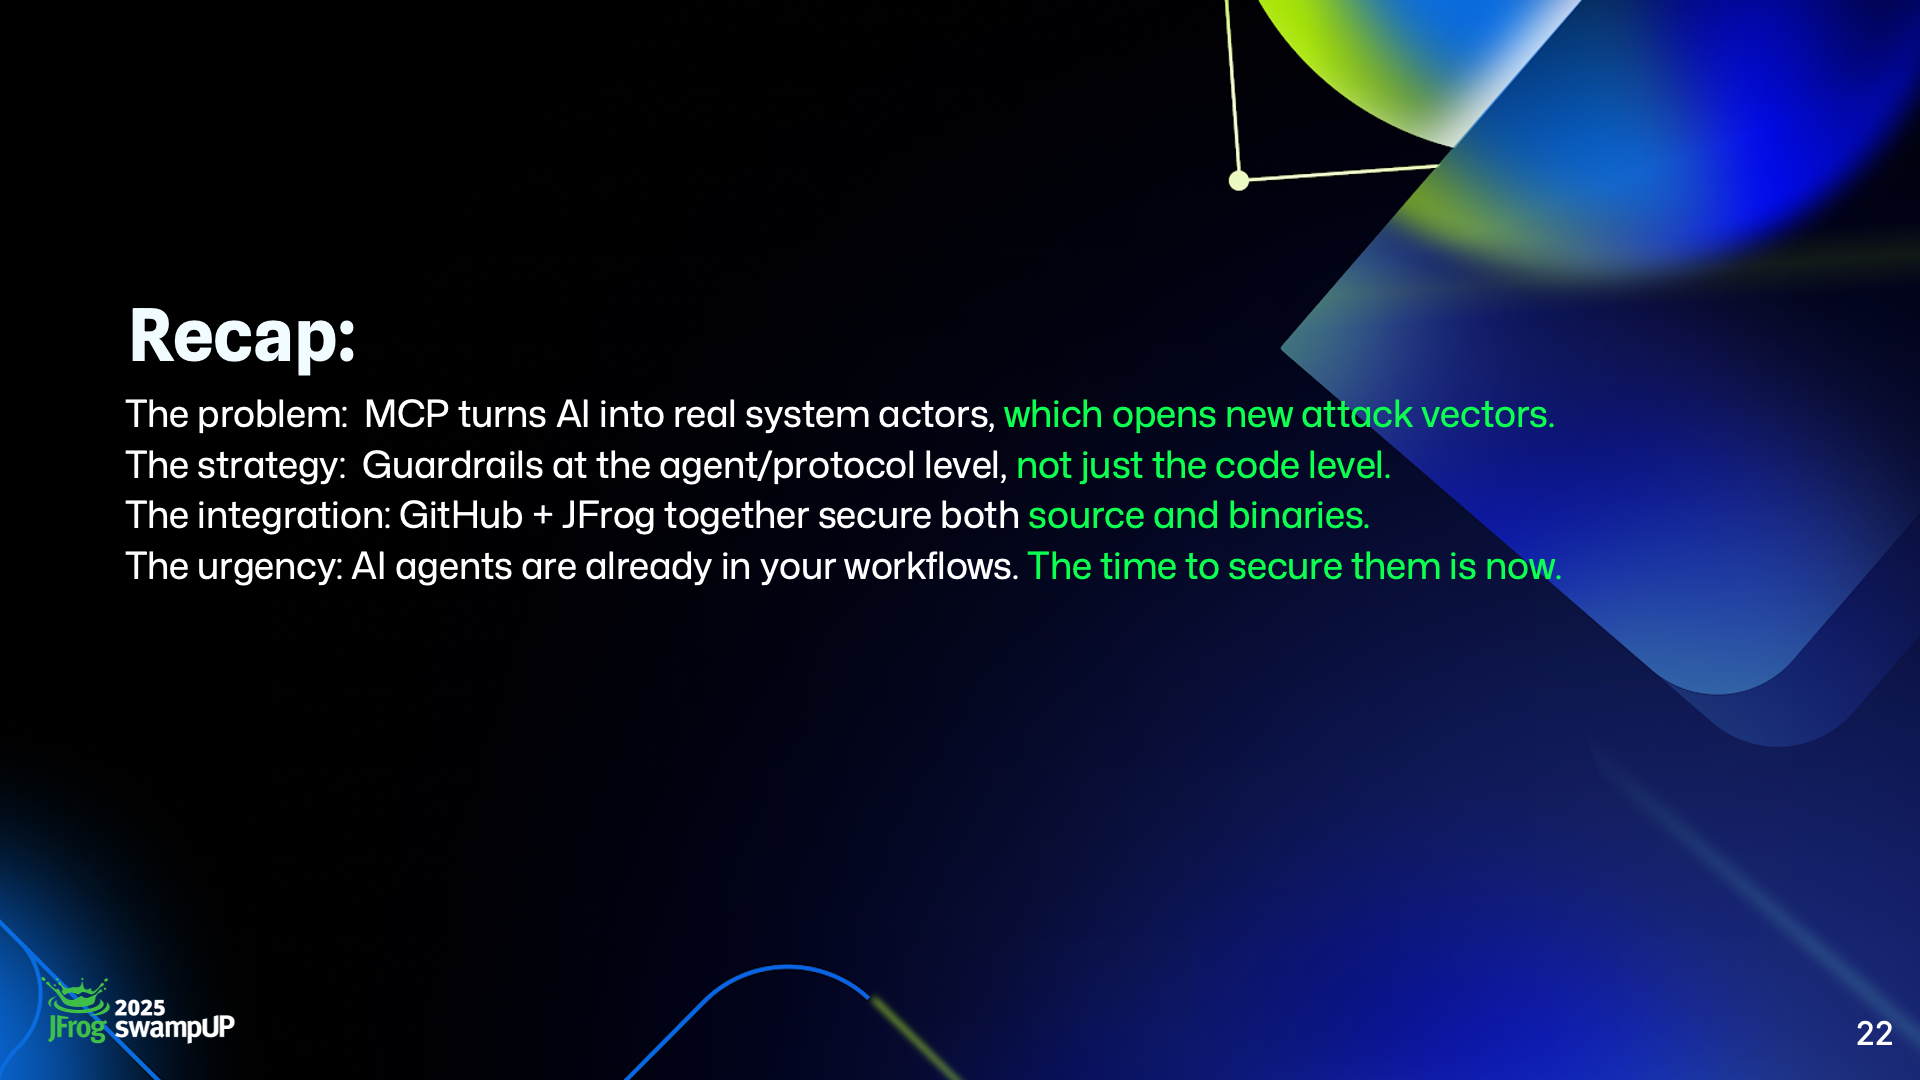 Recap:
The problem:  MCP turns AI into real system actors, which opens new attack vectors.
The strategy:  Guardrails at the agent/protocol level, not just the code level.
The integration: GitHub + JFrog together secure both source and binaries.
The urgency: AI agents are already in your workflows. The time to secure them is now.
2025
JFrog swampUP
22